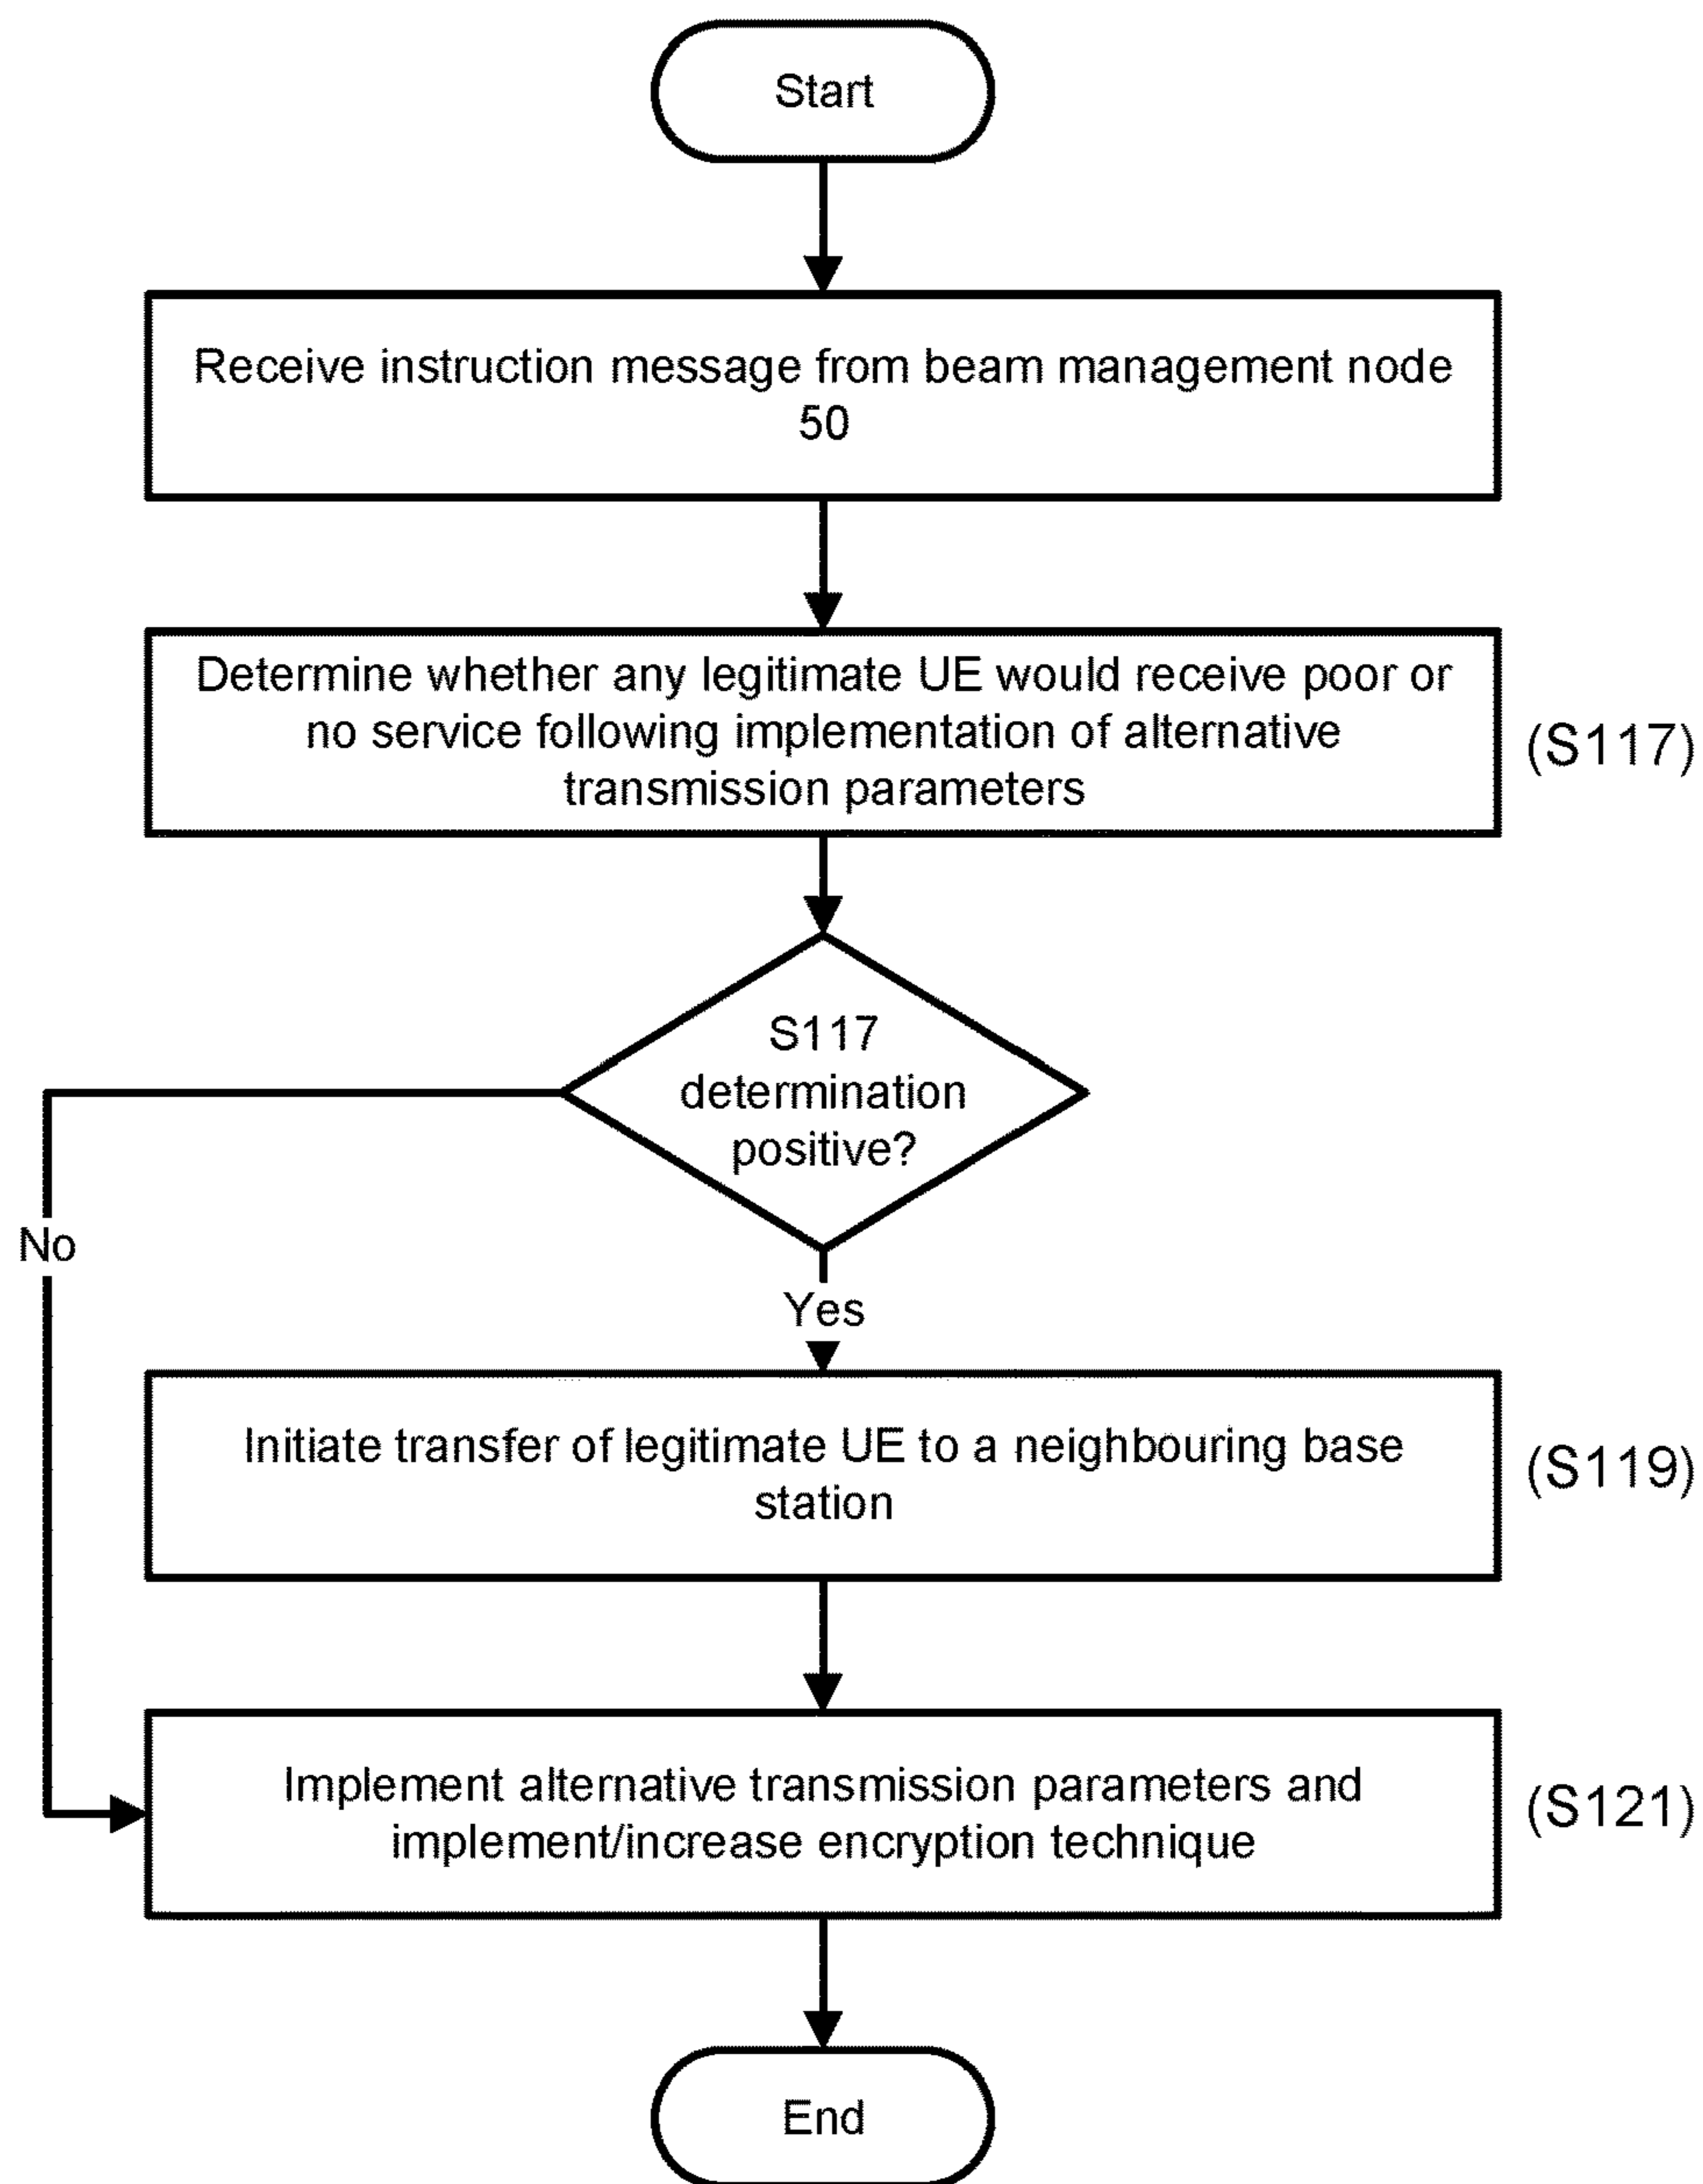 Start
Receive instruction message from beam management node
50
Determine whether any legitimate UE would receive poor or
no service following implementation of alternative
transmission parameters
(S117)
S117
determination
positive?
No
Yes
Initiate transfer of legitimate UE to a neighbouring base
station
(S119)
Implement alternative transmission parameters and
implement/increase encryption technique
(S121)
End